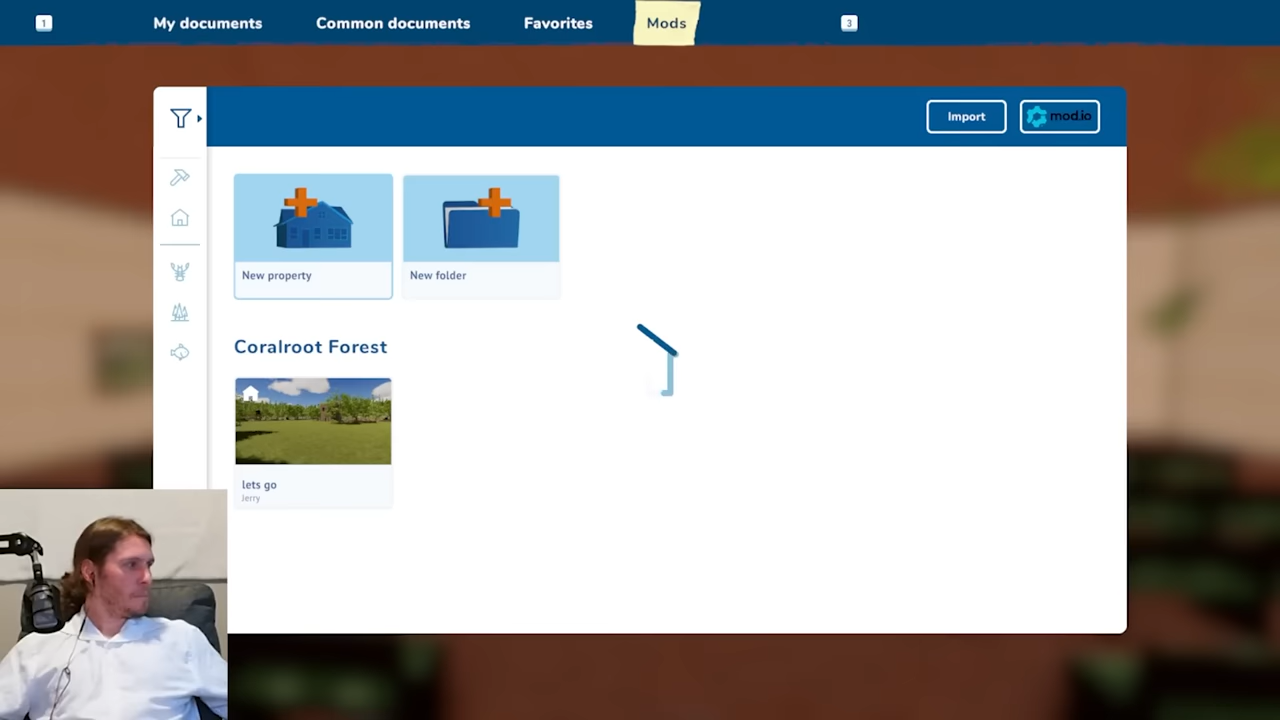 1
My documents
Common documents
Favorites
Mods
3
Import
mod.io
New property
New folder
Coralroot Forest
lets go
Jerry